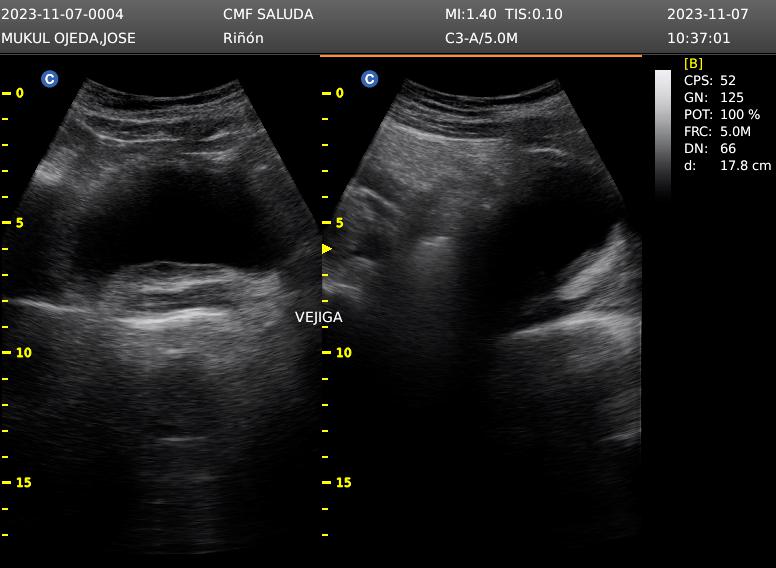 2023-11-07-0004 CMF SALUDA MI:1.40 TIS:0.10 2023-11-07
MUKUL OJEDA,JOSE Riñón C3-A/5.0M 10:37:01
C C
[B]
CPS: 52
GN: 125
POT: 100 %
FRC: 5.0M
DN: 66
d: 17.8 cm
0 0
5 5
VEJIGA
10 10
15 15